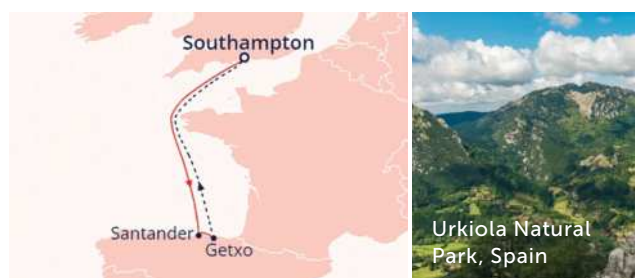 Southampton
Santander
Getxo
Urkiola Natural
Park, Spain